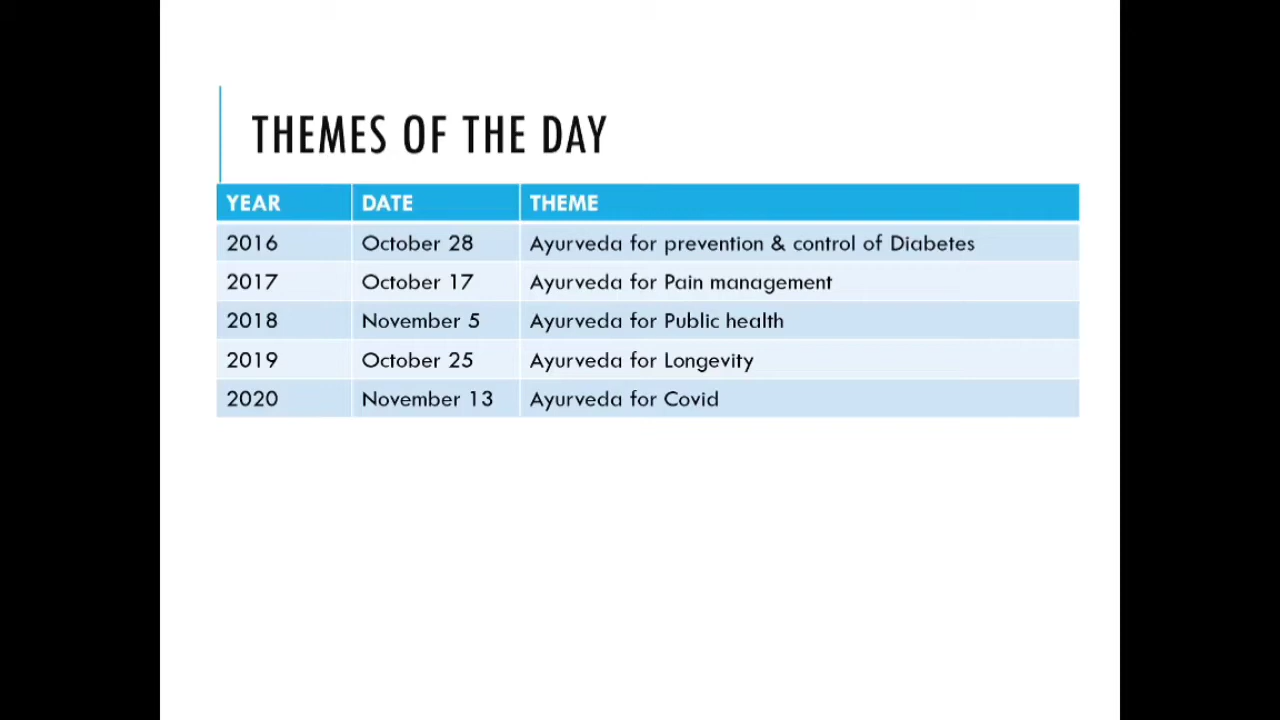 THEMES OF THE DAY
YEAR DATE THEME
2016 October 28 Ayurveda for prevention & control of Diabetes
2017 October 17 Ayurveda for Pain management
2018 November 5 Ayurveda for Public health
2019 October 25 Ayurveda for Longevity
2020 November 13 Ayurveda for Covid